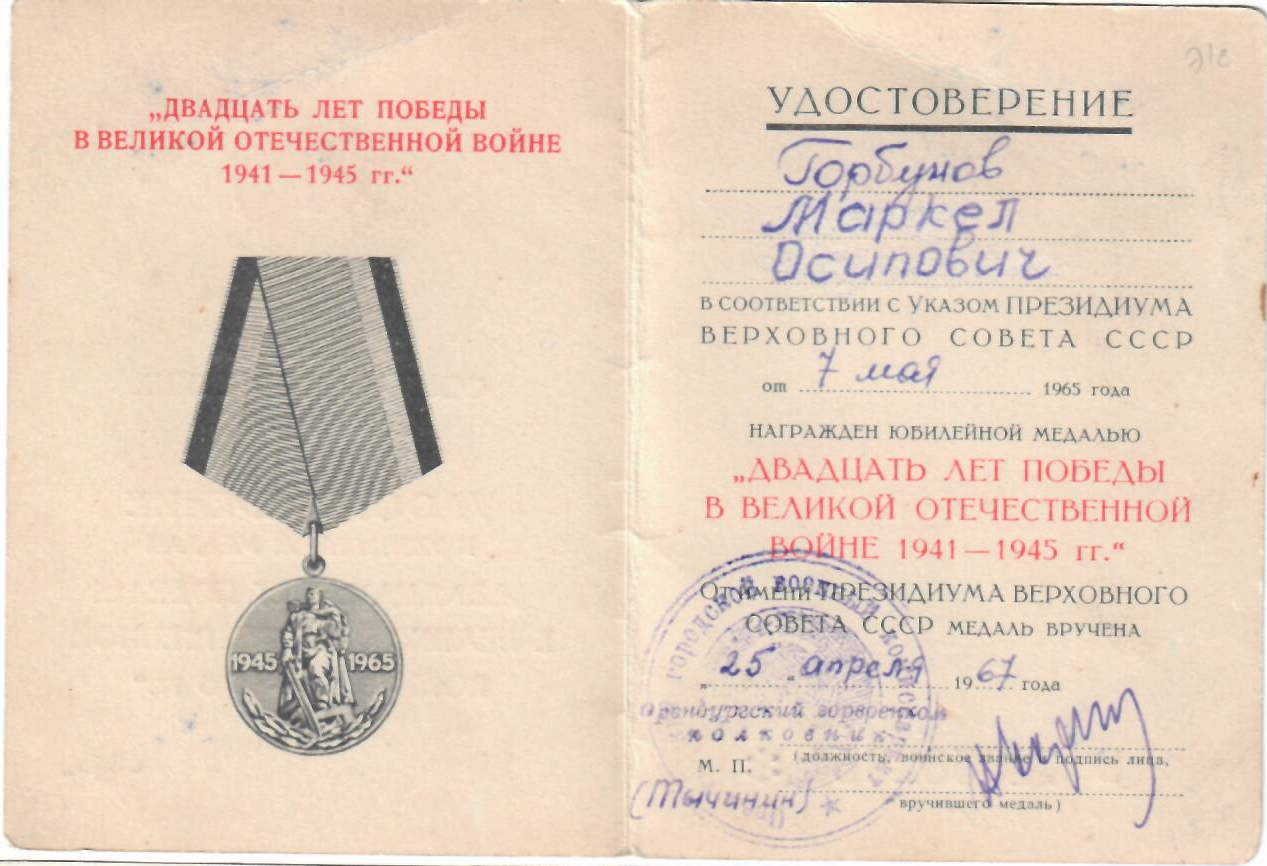 „ДВАДЦАТЬ ЛЕТ ПОБЕДЫ
В ВЕЛИКОЙ ОТЕЧЕСТВЕННОЙ ВОЙНЕ
1941 — 1945 гг.“
1945 1965
УДОСТОВЕРЕНИЕ
Горбунов
Маркел
Осипович
В СООТВЕТСТВИИ С УКАЗОМ ПРЕЗИДИУМА
ВЕРХОВНОГО СОВЕТА СССР
от 7 мая 1965 года
НАГРАЖДЕН ЮБИЛЕЙНОЙ МЕДАЛЬЮ
„ДВАДЦАТЬ ЛЕТ ПОБЕДЫ
В ВЕЛИКОЙ ОТЕЧЕСТВЕННОЙ
ВОЙНЕ 1941 — 1945 гг.“
От имени ПРЕЗИДИУМА ВЕРХОВНОГО
СОВЕТА СССР МЕДАЛЬ ВРУЧЕНА
„25“ апреля 1967 года
Оренбургский горвоенком
полковник
(должность, воинское звание и подпись лица,
М. П.
(Тычинин)
вручившего медаль)
городской военный комиссариат